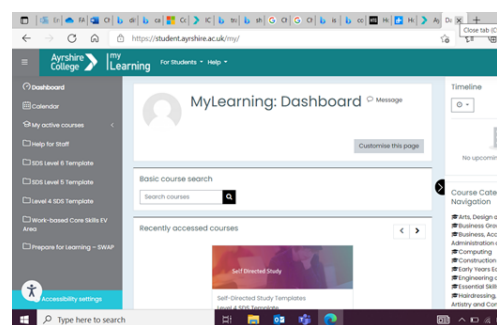 Close tab (C
https://student.ayrshire.ac.uk/my/
Ayrshire College
my Learning
For Students
Help
Dashboard
Calendar
My active courses
Help for Staff
SDS Level 6 Template
SDS Level 5 Template
Level 4 SDS Template
Work-based Core Skills EV Area
Prepare for Learning – SWAP
Accessibility settings
MyLearning: Dashboard
Message
Customise this page
Basic course search
Search courses
Recently accessed courses
Self Directed Study
Self-Directed Study Templates
Level 4 SDS Template
Timeline
No upcomin
Course Cate
Navigation
Arts, Design a
Business Gro
Business, Acc
Administration a
Computing
Construction
Early Years Ed
Engineering a
Essential Skill
Hairdressing,
Artistry and Cor
Type here to search